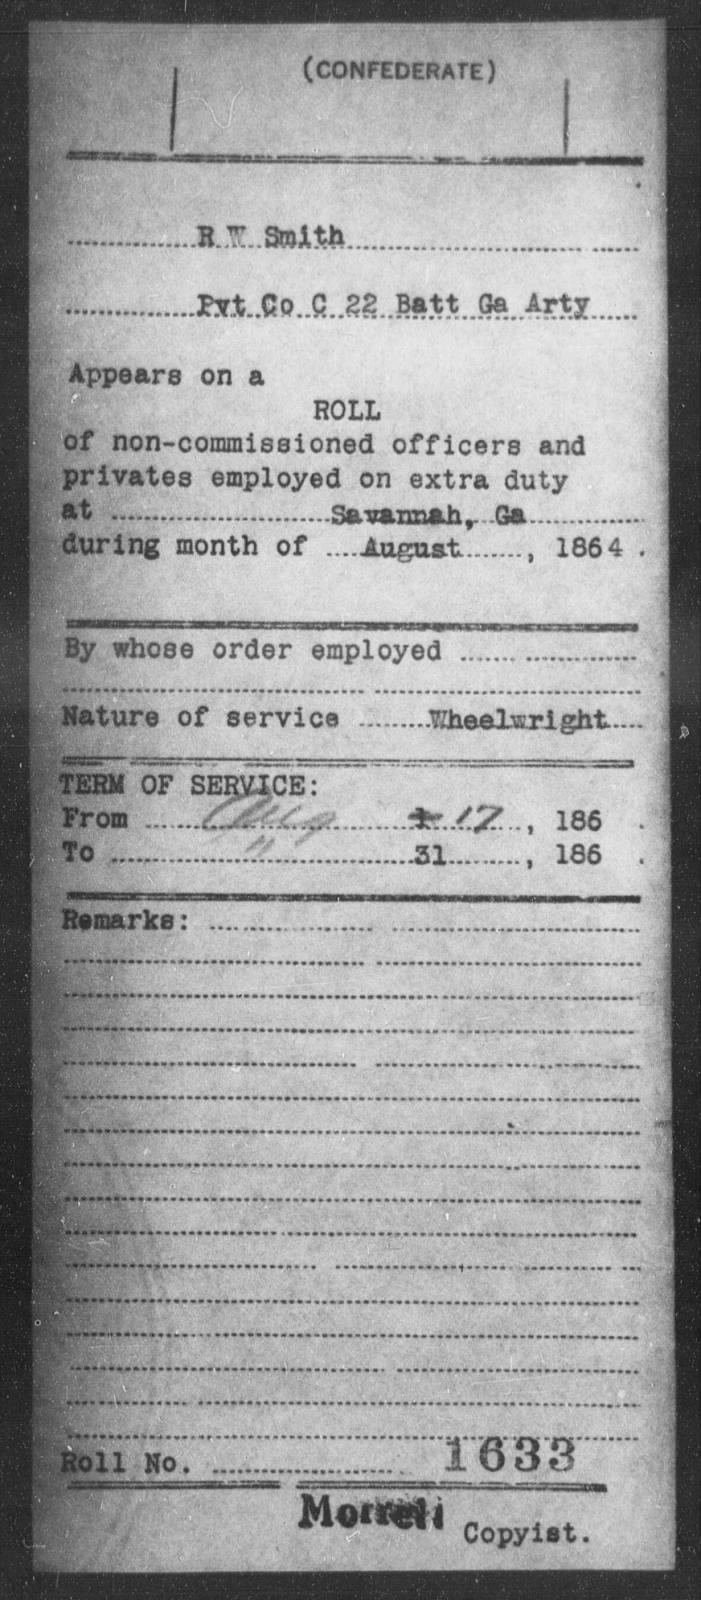 (CONFEDERATE)
R W Smith
Pvt Co C 22 Batt Ga Arty
Appears on a
ROLL
of non-commissioned officers and
privates employed on extra duty
at Savannah, Ga
during month of August, 1864.
By whose order employed
Nature of service Wheelwright
TERM OF SERVICE:
From Aug 1 17, 186 .
To " 31, 186 .
Remarks:
Roll No. 1633
Morrell
Copyist.